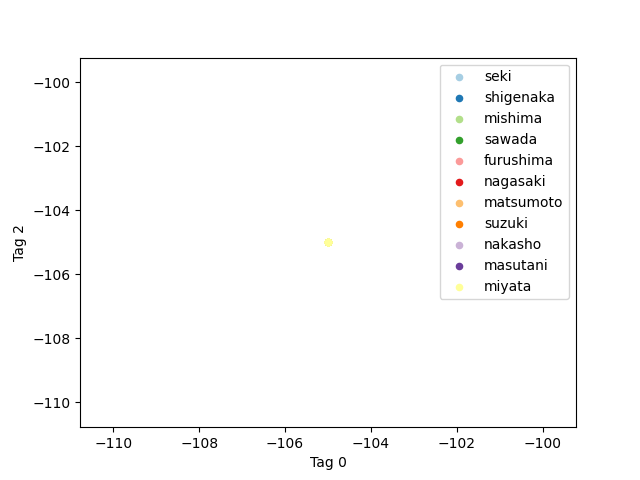 −100
−102
−104
−106
−108
−110
Tag 2
−110
−108
−106
−104
−102
−100
Tag 0
seki
shigenaka
mishima
sawada
furushima
nagasaki
matsumoto
suzuki
nakasho
masutani
miyata